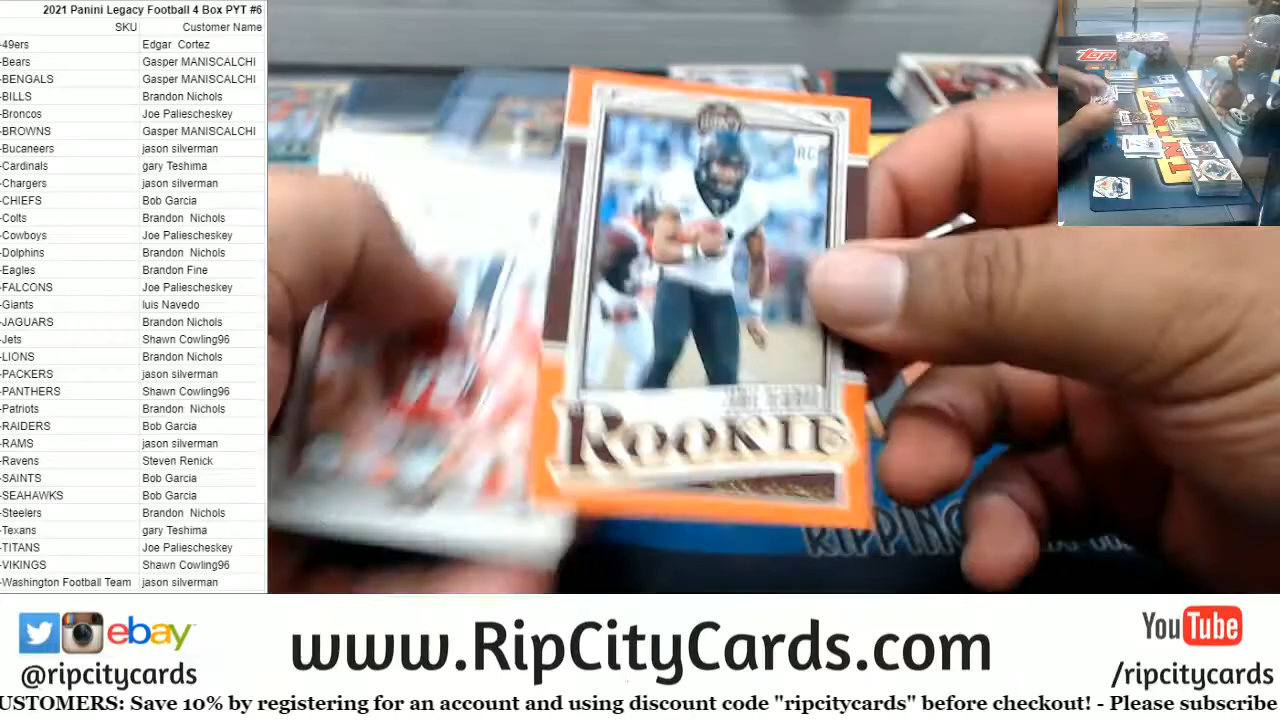 2021 Panini Legacy Football 4 Box PYT #6
SKU Customer Name
-49ers Edgar Cortez
-Bears Gasper MANISCALCHI
-BENGALS Gasper MANISCALCHI
-BILLS Brandon Nichols
-Broncos Joe Paliescheskey
-BROWNS Gasper MANISCALCHI
-Bucaneers jason silverman
-Cardinals gary Teshima
-Chargers jason silverman
-CHIEFS Bob Garcia
-Colts Brandon Nichols
-Cowboys Joe Paliescheskey
-Dolphins Brandon Nichols
-Eagles Brandon Fine
-FALCONS Joe Paliescheskey
-Giants luis Navedo
-JAGUARS Brandon Nichols
-Jets Shawn Cowling96
-LIONS Brandon Nichols
-PACKERS jason silverman
-PANTHERS Shawn Cowling96
-Patriots Brandon Nichols
-RAIDERS Bob Garcia
-RAMS jason silverman
-Ravens Steven Renick
-SAINTS Bob Garcia
-SEAHAWKS Bob Garcia
-Steelers Brandon Nichols
-Texans gary Teshima
-TITANS Joe Paliescheskey
-VIKINGS Shawn Cowling96
-Washington Football Team jason silverman
RC
ROOKIE
RIPPING
Topps
PANINI
ebay
@ripcitycards
www.RipCityCards.com
YouTube
/ripcitycards
USTOMERS: Save 10% by registering for an account and using discount code "ripcitycards" before checkout! - Please subscribe